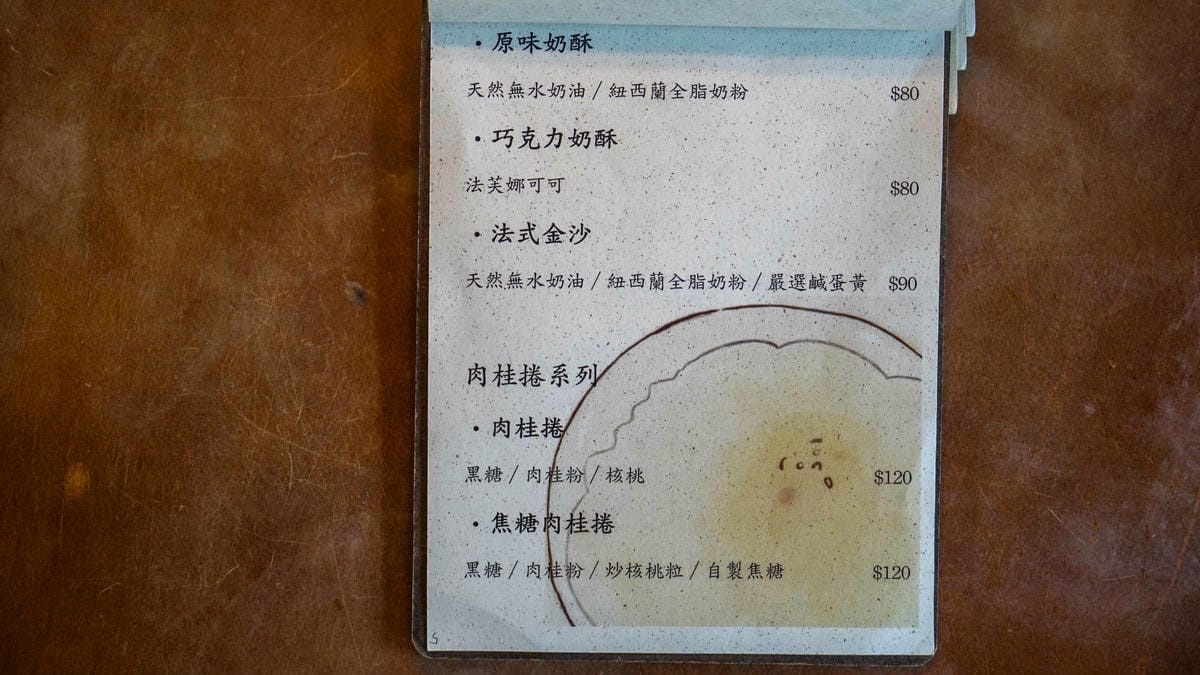 ・原味奶酥
天然無水奶油 / 紐西蘭全脂奶粉 $80
・巧克力奶酥
法芙娜可可 $80
・法式金沙
天然無水奶油 / 紐西蘭全脂奶粉 / 嚴選鹹蛋黃 $90
肉桂捲系列
・肉桂捲
黑糖 / 肉桂粉 / 核桃 $120
・焦糖肉桂捲
黑糖 / 肉桂粉 / 炒核桃粒 / 自製焦糖 $120
5